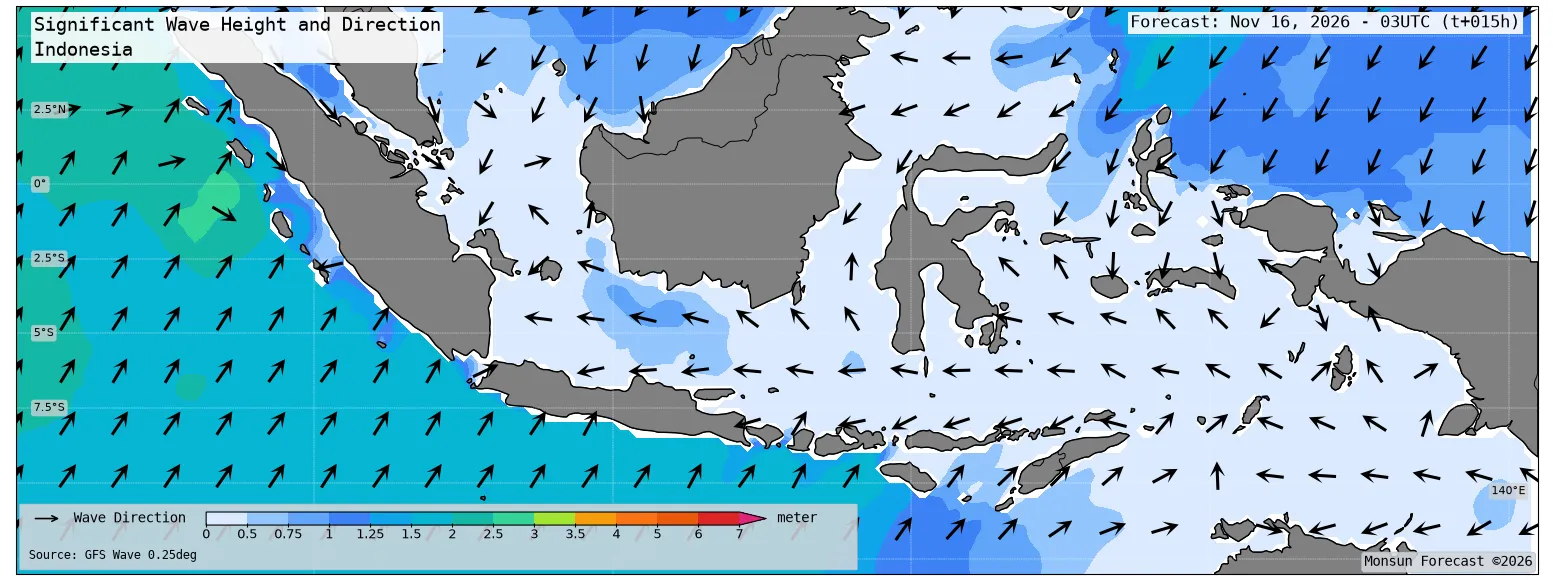 Significant Wave Height and Direction
Indonesia
Forecast: Nov 16, 2026 - 03UTC (t+015h)
2.5°N
0°
2.5°S
5°S
7.5°S
140°E
Wave Direction
0 0.5 0.75 1 1.25 1.5 2 2.5 3 3.5 4 5 6 7
meter
Source: GFS Wave 0.25deg
Monsun Forecast ©2026